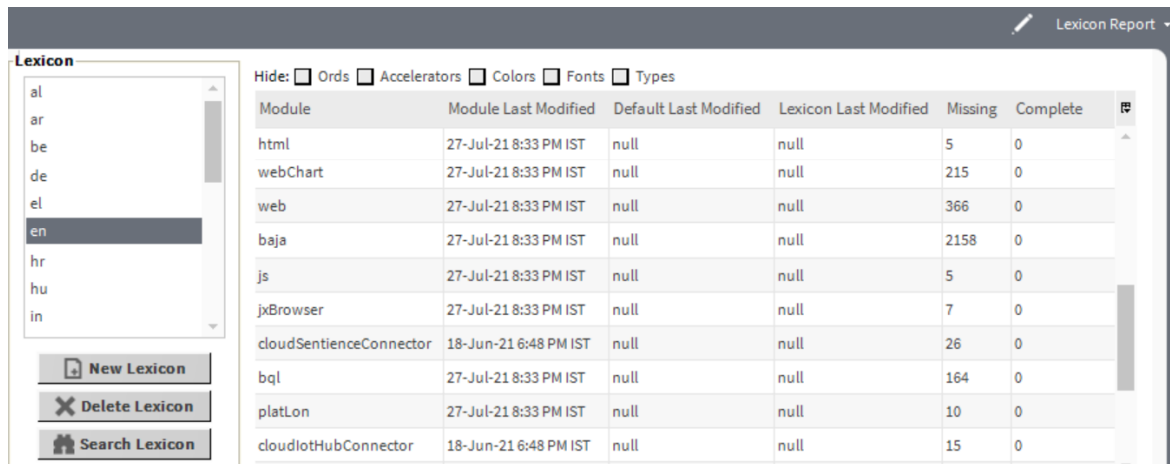 Lexicon Report
Lexicon
al
ar
be
de
el
en
hr
hu
in
New Lexicon
Delete Lexicon
Search Lexicon
Hide: Ords Accelerators Colors Fonts Types
Module Module Last Modified Default Last Modified Lexicon Last Modified Missing Complete
html 27-Jul-21 8:33 PM IST null null 5 0
webChart 27-Jul-21 8:33 PM IST null null 215 0
web 27-Jul-21 8:33 PM IST null null 366 0
baja 27-Jul-21 8:33 PM IST null null 2158 0
js 27-Jul-21 8:33 PM IST null null 5 0
jxBrowser 27-Jul-21 8:33 PM IST null null 7 0
cloudSentienceConnector 18-Jun-21 6:48 PM IST null null 26 0
bql 27-Jul-21 8:33 PM IST null null 164 0
platLon 27-Jul-21 8:33 PM IST null null 10 0
cloudIotHubConnector 18-Jun-21 6:48 PM IST null null 15 0